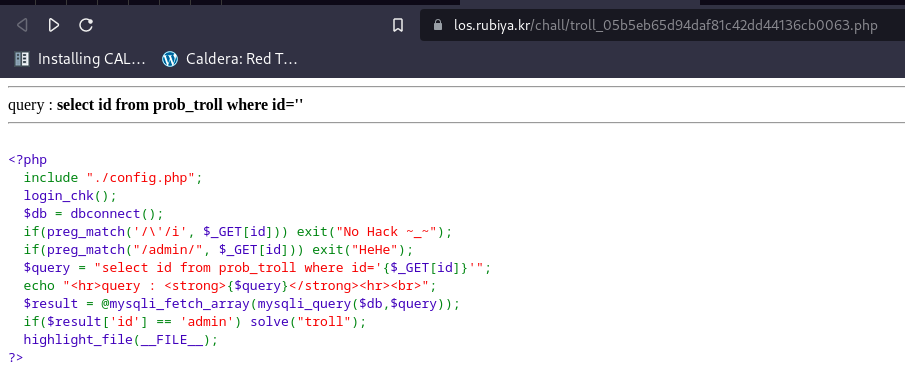 los.rubiya.kr/chall/troll_05b5eb65d94daf81c42dd44136cb0063.php
Installing CAL... Caldera: Red T...
query : select id from prob_troll where id=''
<?php
  include "./config.php";
  login_chk();
  $db = dbconnect();
  if(preg_match('/\'/i', $_GET[id])) exit("No Hack ~_~");
  if(preg_match("/admin/", $_GET[id])) exit("HeHe");
  $query = "select id from prob_troll where id='{$_GET[id]}'";
  echo "<hr>query : <strong>{$query}</strong><hr><br>";
  $result = @mysqli_fetch_array(mysqli_query($db,$query));
  if($result['id'] == 'admin') solve("troll");
  highlight_file(__FILE__);
?>